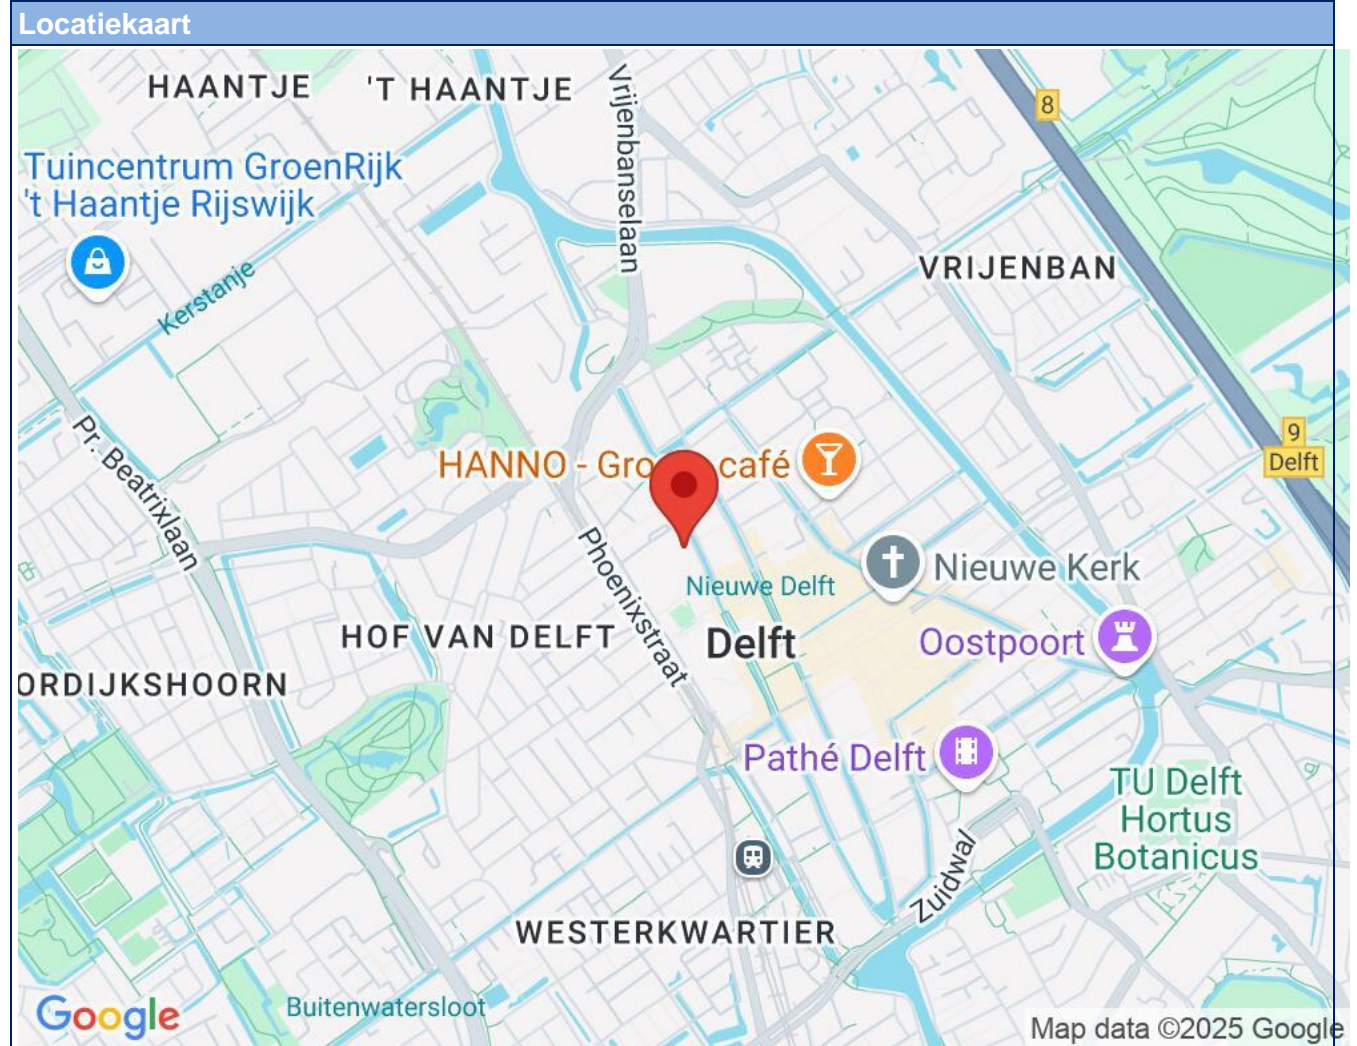 Locatiekaart
HAANTJE
'T HAANTJE
Vrijenbanselaan
8
Tuincentrum GroenRijk
't Haantje Rijswijk
Kerstanje
VRIJENBAN
Pr. Beatrixlaan
HANNO - Gro
café
9
Delft
Phoenixstraat
Nieuwe Kerk
Nieuwe Delft
HOF VAN DELFT
Delft
Oostpoort
ORDIJKSHOORN
Pathé Delft
TU Delft
Hortus
Botanicus
Zuidwal
WESTERKWARTIER
Buitenwatersloot
Google
Map data ©2025 Google